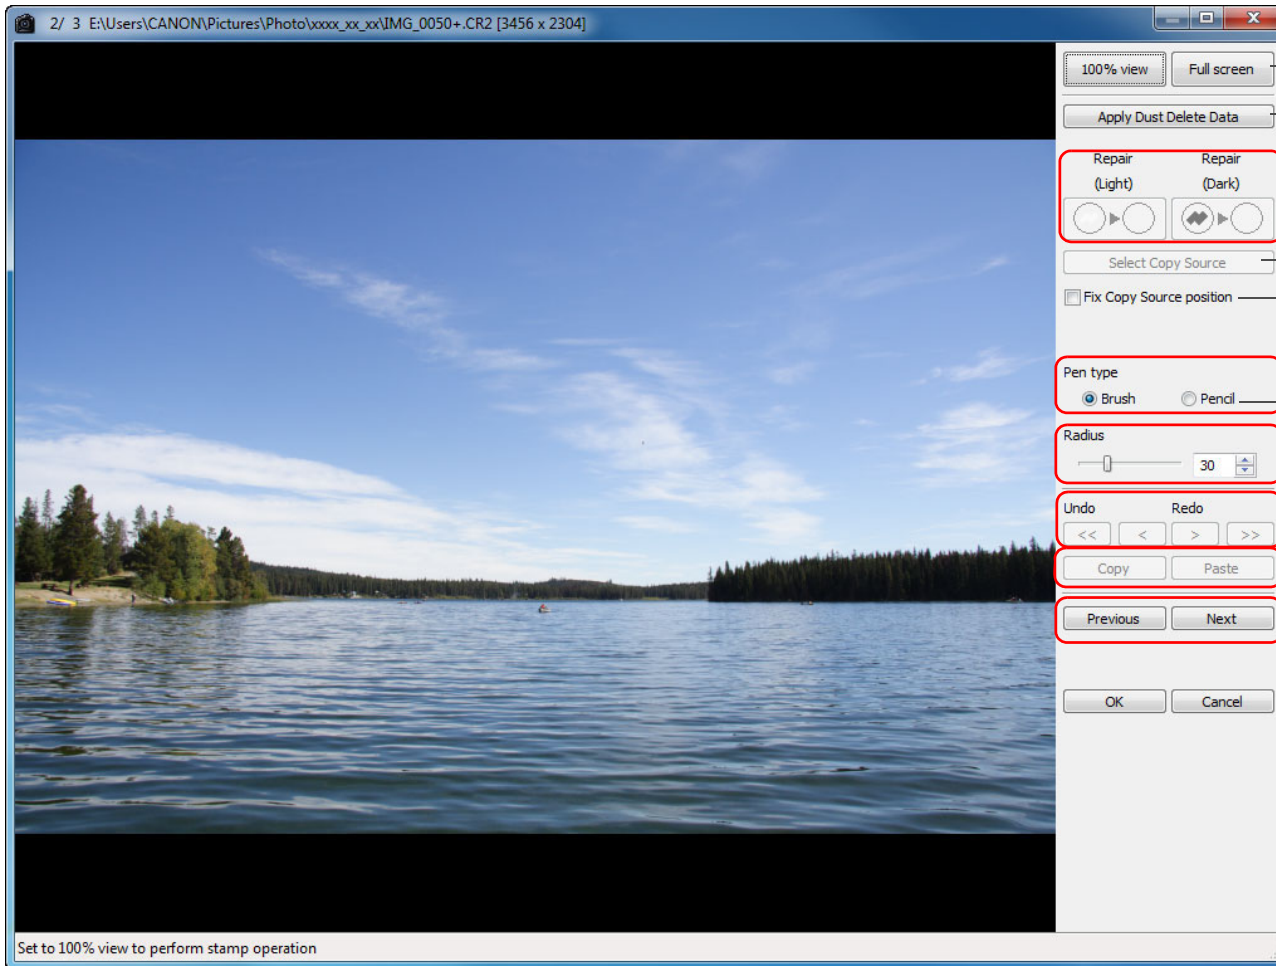 2/ 3 E:\Users\CANON\Pictures\Photo\xxxx_xx_xx\IMG_0050+.CR2 [3456 x 2304]
100% view Full screen
Apply Dust Delete Data
Repair Repair
(Light) (Dark)
Select Copy Source
Fix Copy Source position
Pen type
Brush Pencil
Radius
30
Undo Redo
<< < > >>
Copy Paste
Previous Next
OK Cancel
Set to 100% view to perform stamp operation